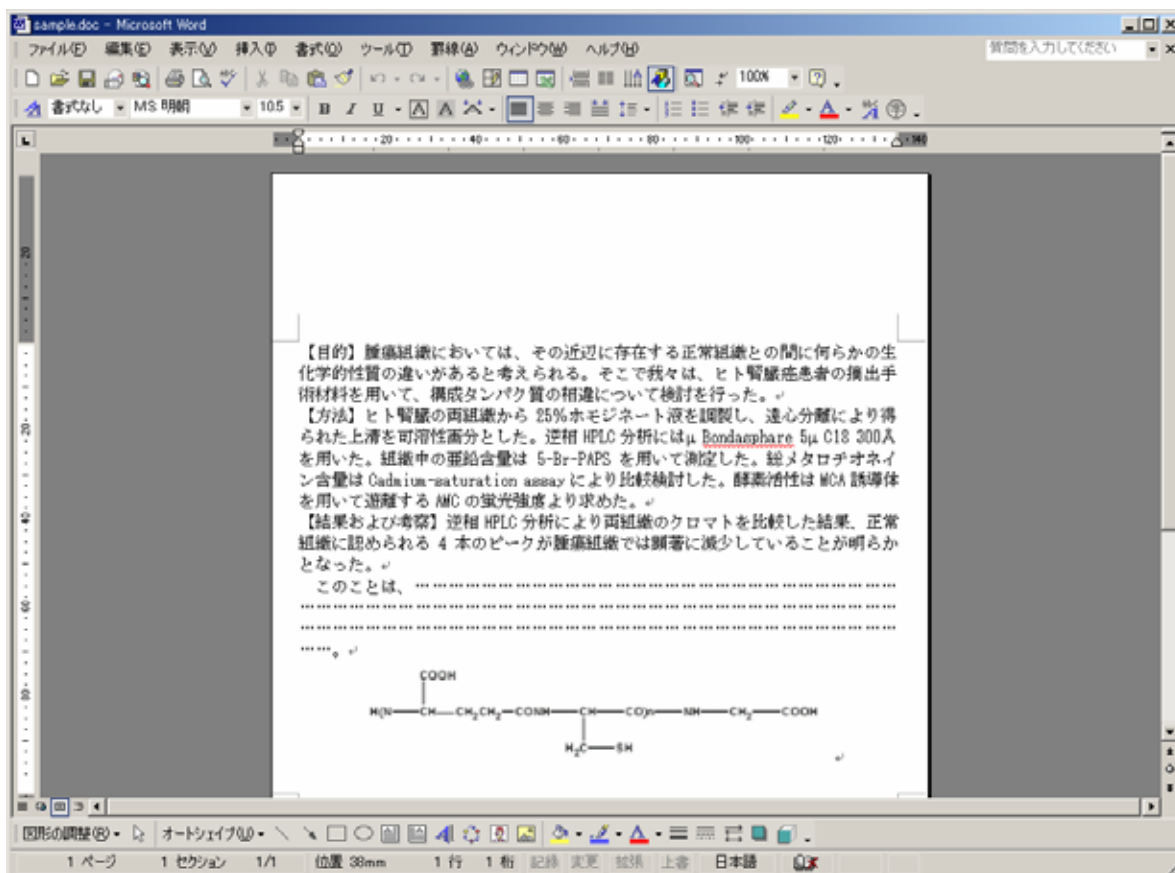 sample.doc - Microsoft Word
ファイル(F) 編集(E) 表示(V) 挿入(I) 書式(O) ツール(T) 罫線(A) ウィンドウ(W) ヘルプ(H) 質問を入力してください
100%
書式なし MS 明朝 10.5 B I U A A A
20 40 60 80 100 120 140
【目的】腫瘍組織においては、その近辺に存在する正常組織との間に何らかの生
化学的性質の違いがあると考えられる。そこで我々は、ヒト腎臓癌患者の摘出手
術材料を用いて、構成タンパク質の相違について検討を行った。
【方法】ヒト腎臓の両組織から 25%ホモジネート液を調製し、遠心分離により得
られた上清を可溶性画分とした。逆相 HPLC 分析にはμ Bondasphare 5μ C18 300Å
を用いた。組織中の亜鉛含量は 5-Br-PAPS を用いて測定した。総メタロチオネイ
ン含量は Cadmium-saturation assay により比較検討した。酵素活性は MCA 誘導体
を用いて遊離する AMC の蛍光強度より求めた。
【結果および考察】逆相 HPLC 分析により両組織のクロマトを比較した結果、正常
組織に認められる 4 本のピークが腫瘍組織では顕著に減少していることが明らか
となった。
このことは、………………………………………………………………………………
……………………………………………………………………………………………………
……………………………………………………………………………………………………
……。
COOH
H(N—CH—CH₂CH₂—CONH—CH—CO)n—NH—CH₂—COOH
H₂C—SH
図形の調整(R) オートシェイプ(U)
1 ページ 1 セクション 1/1 位置 38mm 1 行 1 桁 記録 変更 拡張 上書 日本語